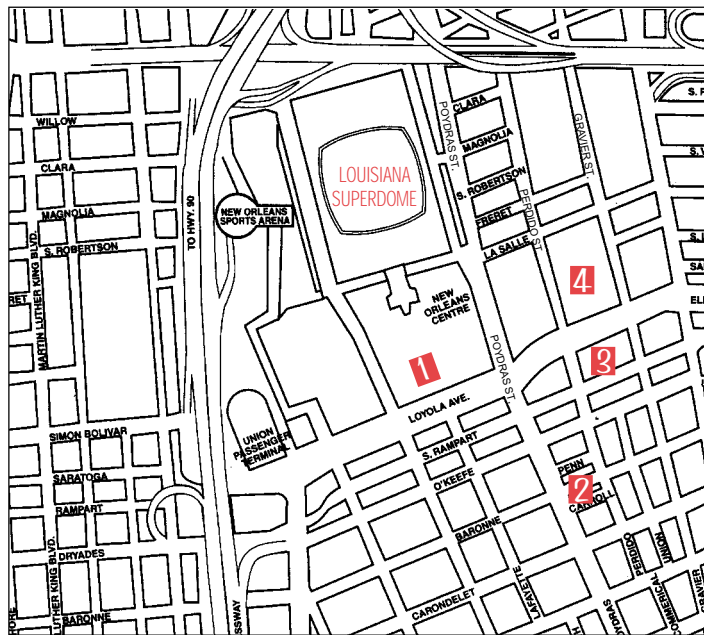 WILLOW
CLARA
MAGNOLIA
S. ROBERTSON
MARTIN LUTHER KING BLVD.
TO HWY. 90
NEW ORLEANS
SPORTS ARENA
LOUISIANA
SUPERDOME
POYDRAS ST.
CLARA
MAGNOLIA
S. ROBERTSON
FRERET
LA SALLE
PERDIDO ST.
GRAVIER ST.
NEW
ORLEANS
CENTRE
1
4
3
2
POYDRAS ST.
LOYOLA AVE.
UNION
PASSENGER
TERMINAL
SIMON BOLIVAR
SARATOGA
RAMPART
DRYADES
BARONNE
LUTHER KING BLVD.
S. RAMPART
O'KEEFE
BARONNE
CARONDELET
LAFAYETTE
PENN
CARROLL
PERDIDO
UNION
GRAVIER